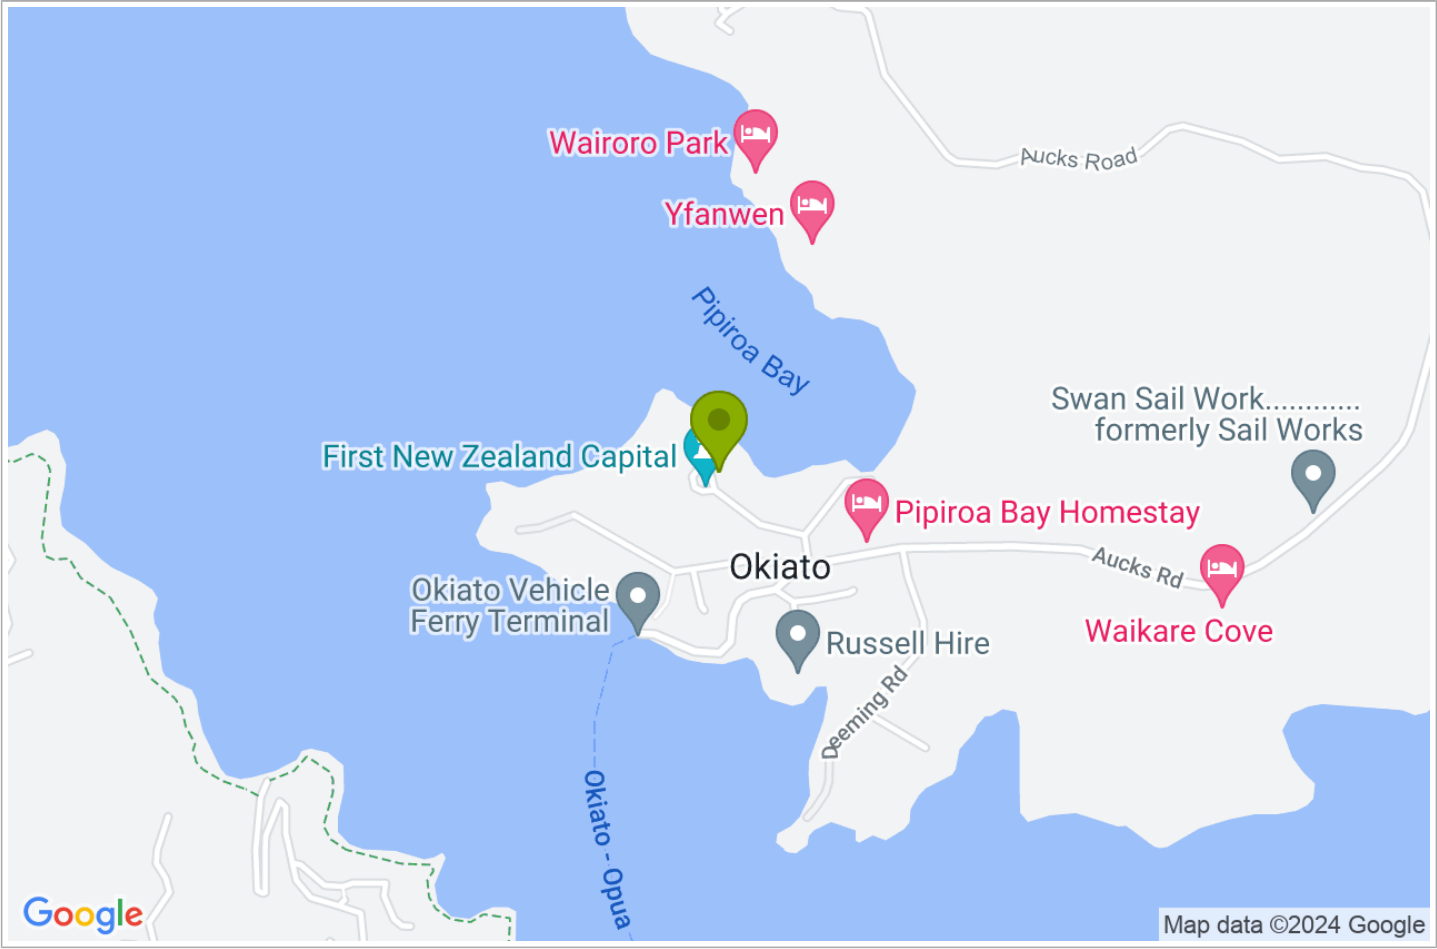 Wairoro Park
Aucks Road
Yfanwen
Pipiroa Bay
Swan Sail Work............
formerly Sail Works
First New Zealand Capital
Pipiroa Bay Homestay
Okiato
Aucks Rd
Okiato Vehicle
Ferry Terminal
Waikare Cove
Russell Hire
Deeming Rd
Okiato - Opua
Google
Map data ©2024 Google